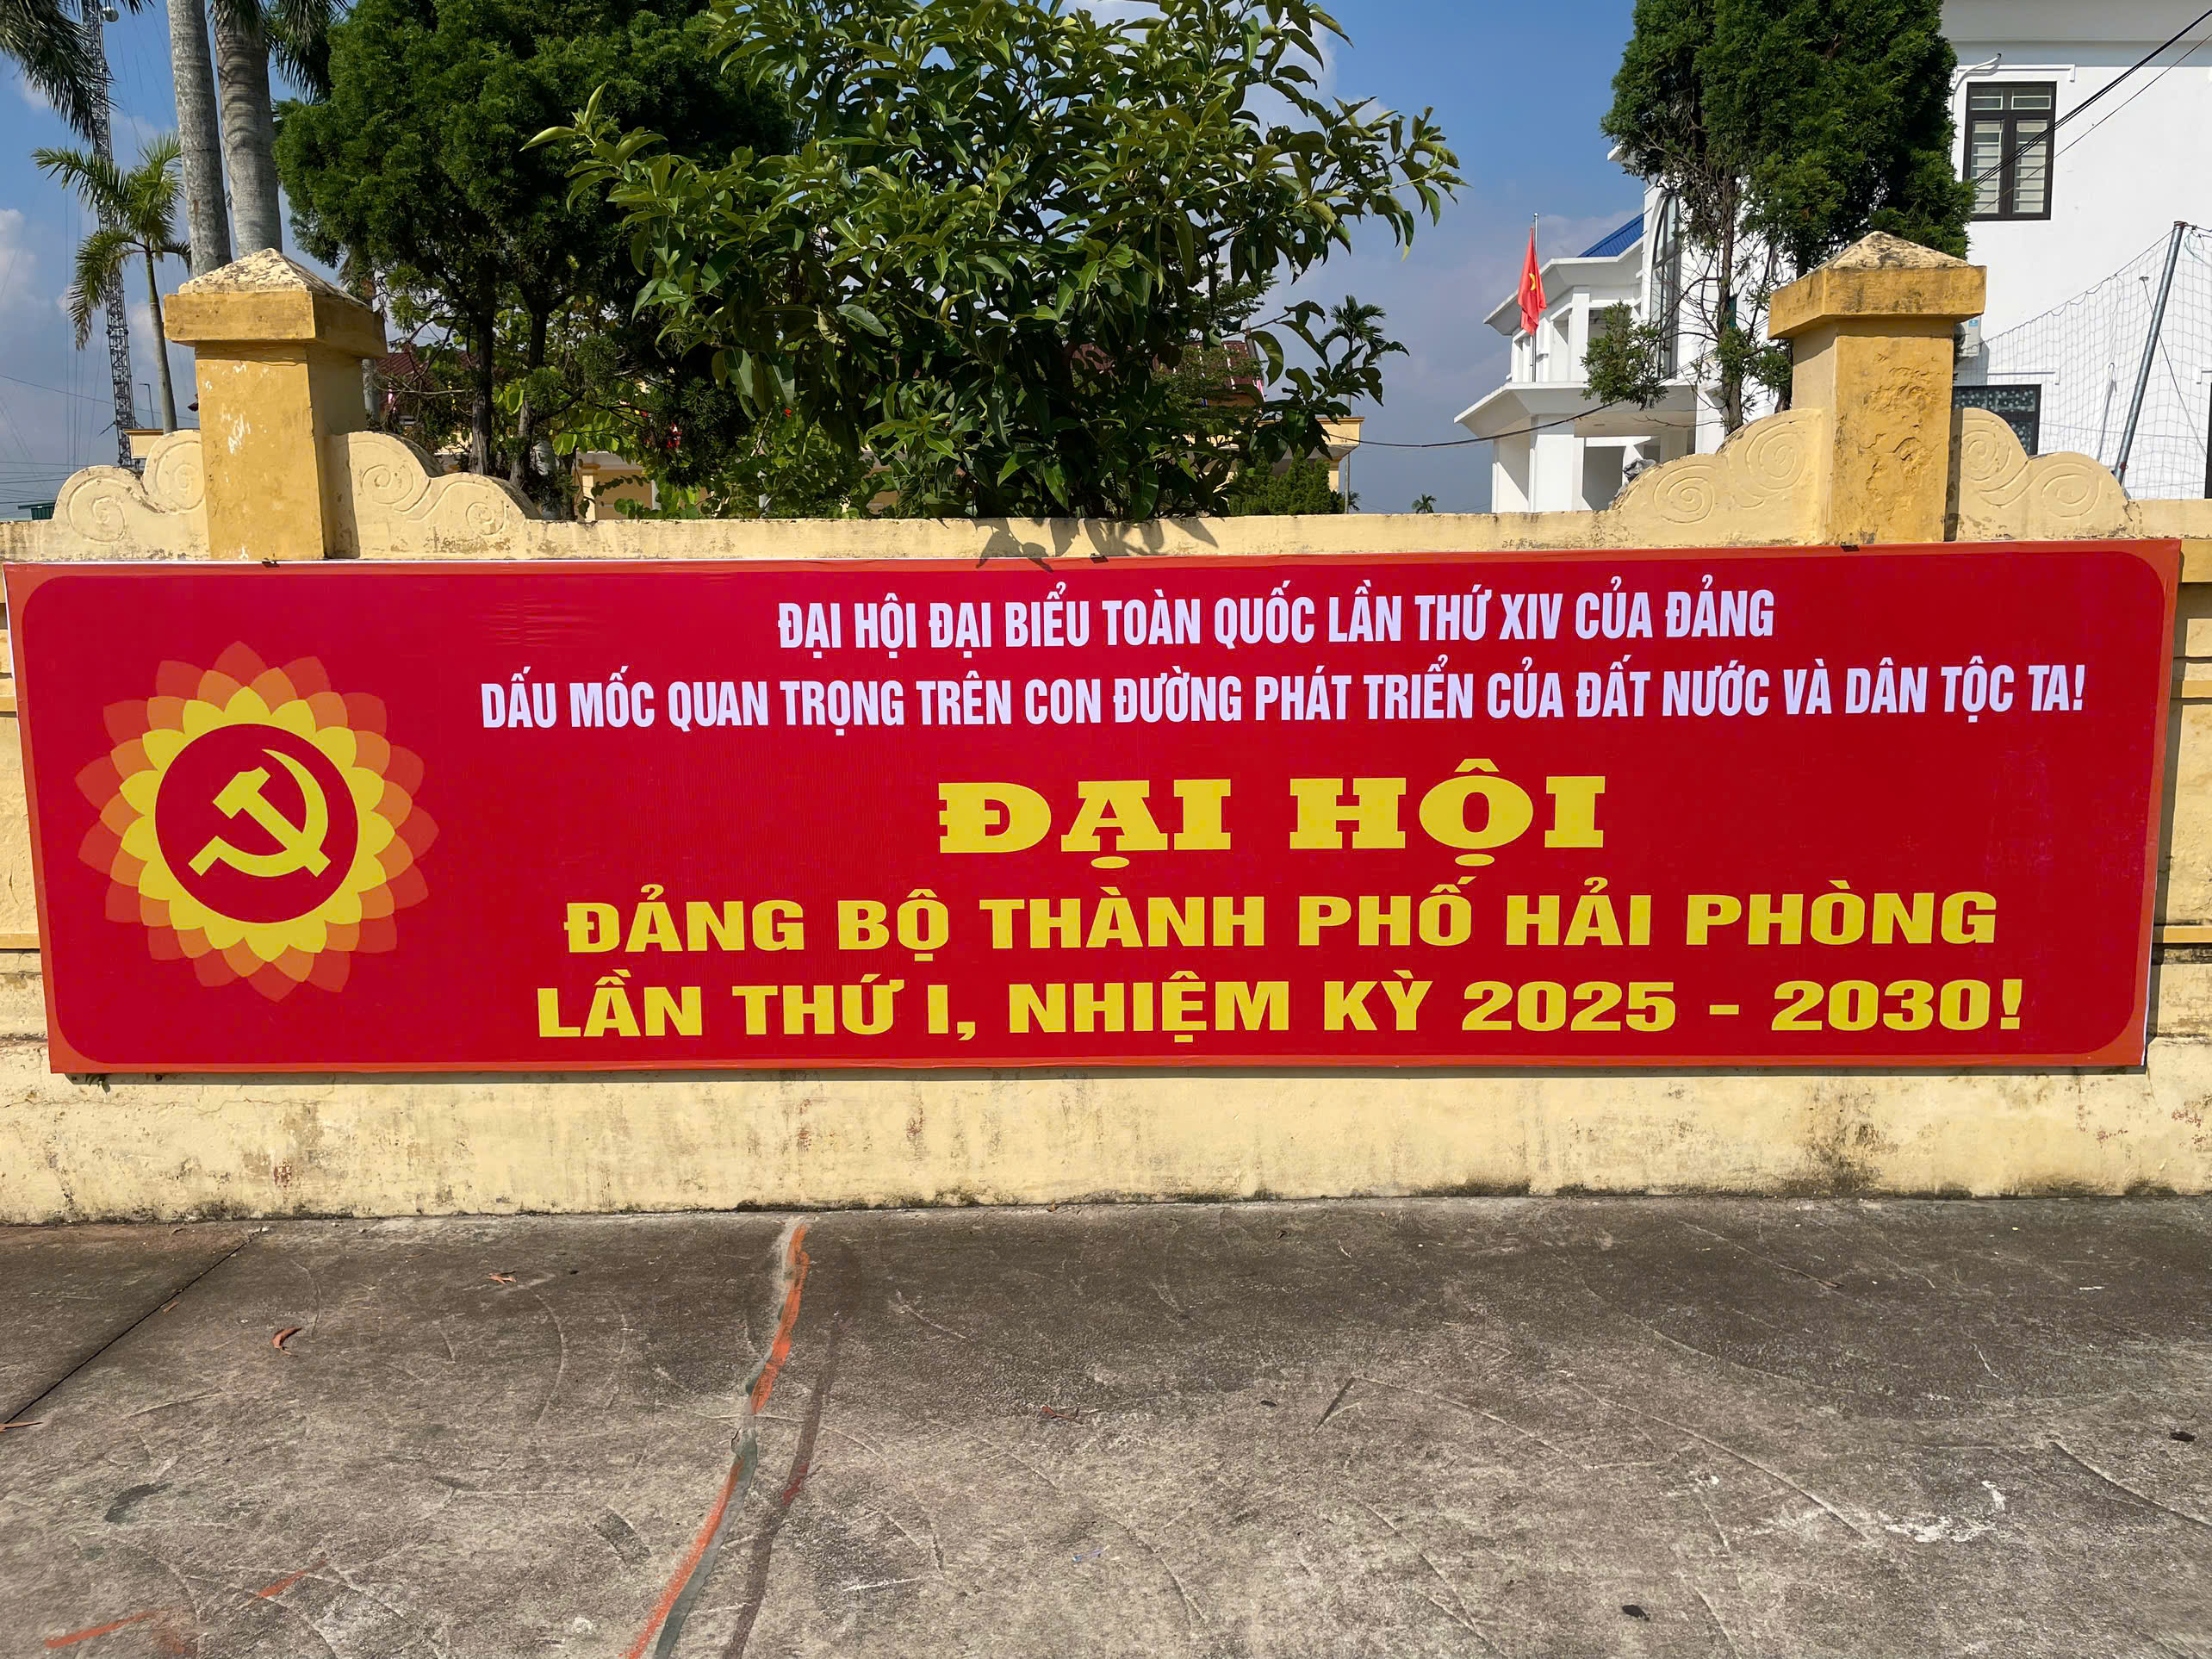 ĐẠI HỘI ĐẠI BIỂU TOÀN QUỐC LẦN THỨ XIV CỦA ĐẢNG
DẤU MỐC QUAN TRỌNG TRÊN CON ĐƯỜNG PHÁT TRIỂN CỦA ĐẤT NƯỚC VÀ DÂN TỘC TA!
ĐẠI HỘI
ĐẢNG BỘ THÀNH PHỐ HẢI PHÒNG
LẦN THỨ I, NHIỆM KỲ 2025 - 2030!